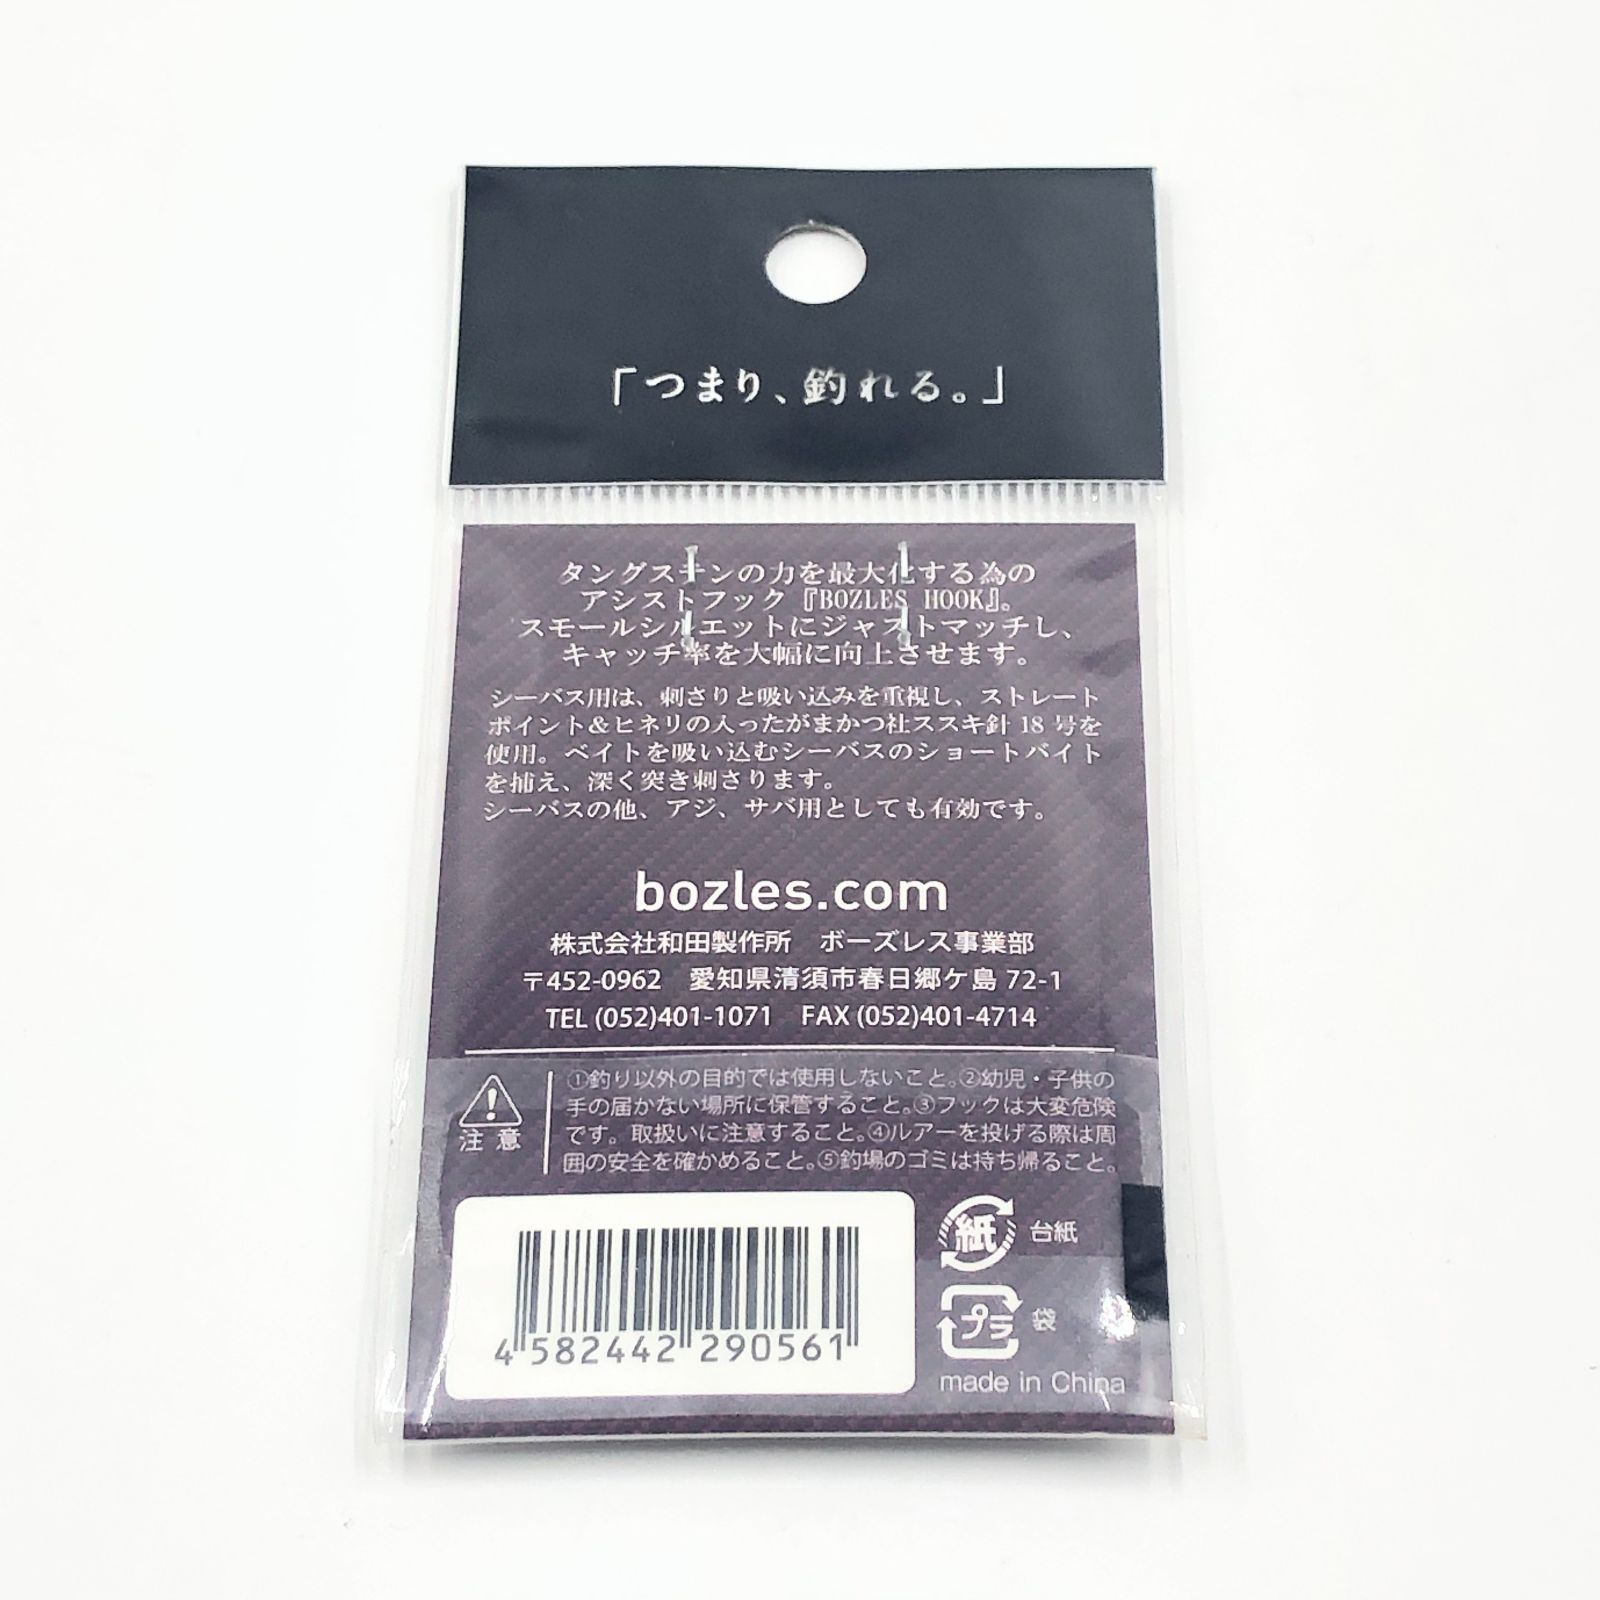 「つまり、釣れる。」
タングステンの力を最大化する為の
アシストフック『BOZLES HOOK』。
スモールシルエットにジャストマッチし、
キャッチ率を大幅に向上させます。
シーバス用は、刺さりと吸い込みを重視し、ストレート
ポイント＆ヒネリの入ったがまかつ社ススキ針 18 号を
使用。ベイトを吸い込むシーバスのショートバイト
を捕え、深く突き刺さります。
シーバスの他、アジ、サバ用としても有効です。
bozles.com
株式会社和田製作所　ボーズレス事業部
〒452-0962　愛知県清須市春日郷ケ島 72-1
TEL (052)401-1071　FAX (052)401-4714
注 意
①釣り以外の目的では使用しないこと。②幼児・子供の
手の届かない場所に保管すること。③フックは大変危険
です。取扱いに注意すること。④ルアーを投げる際は周
囲の安全を確かめること。⑤釣場のゴミは持ち帰ること。
4 582442 290561
紙 台紙
プラ 袋
made in China